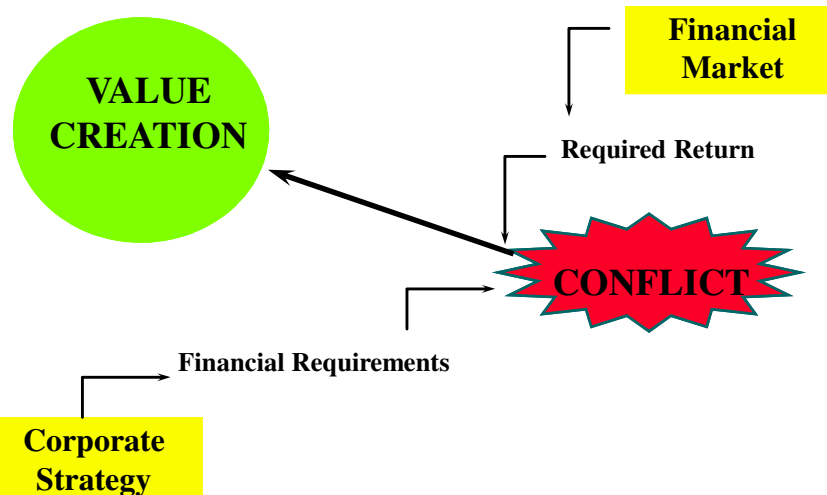 Financial
Market
VALUE
CREATION
Required Return
CONFLICT
Financial Requirements
Corporate
Strategy